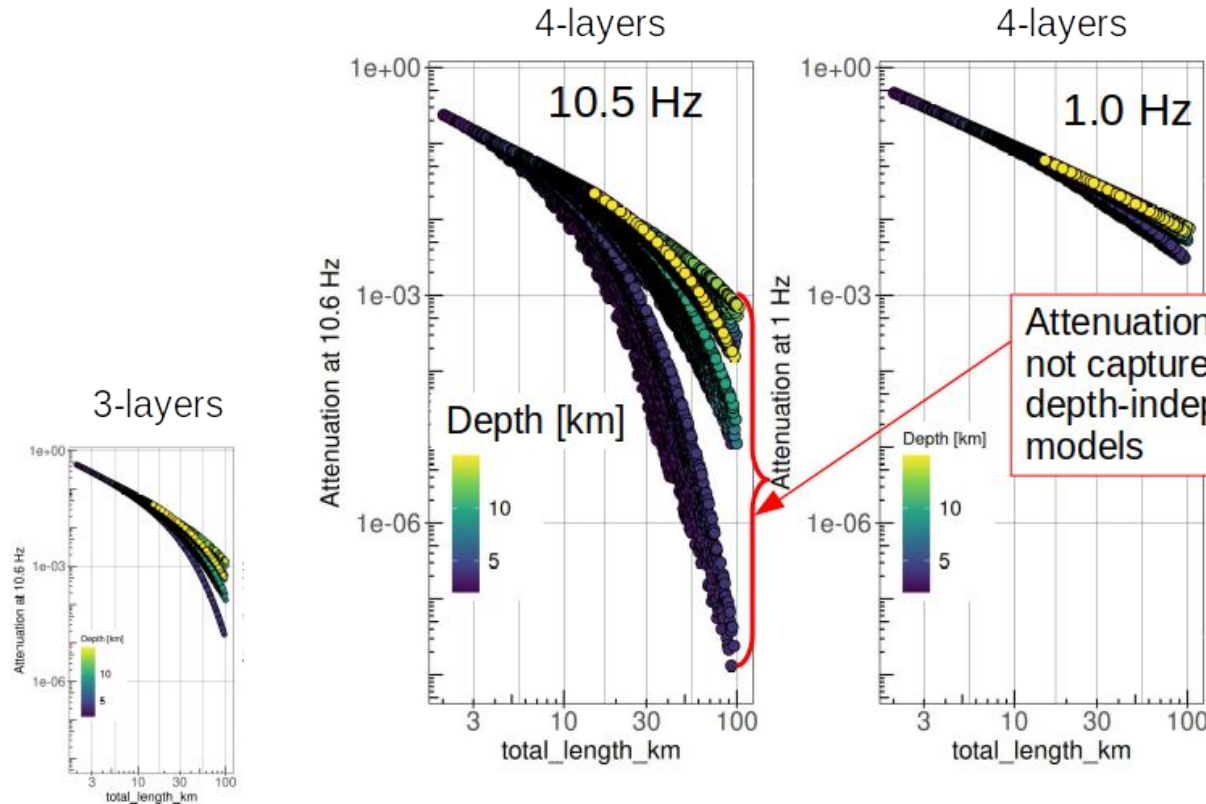 3-layers
1e+00
1e-03
1e-06
Attenuation at 10.6 Hz
Depth [km]
10
5
3
10
30
100
total_length_km
4-layers
10.5 Hz
1e+00
1e-03
1e-06
Attenuation at 10.6 Hz
Depth [km]
10
5
3
10
30
100
total_length_km
4-layers
1.0 Hz
1e+00
1e-03
1e-06
Attenuation at 1 Hz
Depth [km]
10
5
3
10
30
100
total_length_km
Attenuation
not capture
depth-indep
models